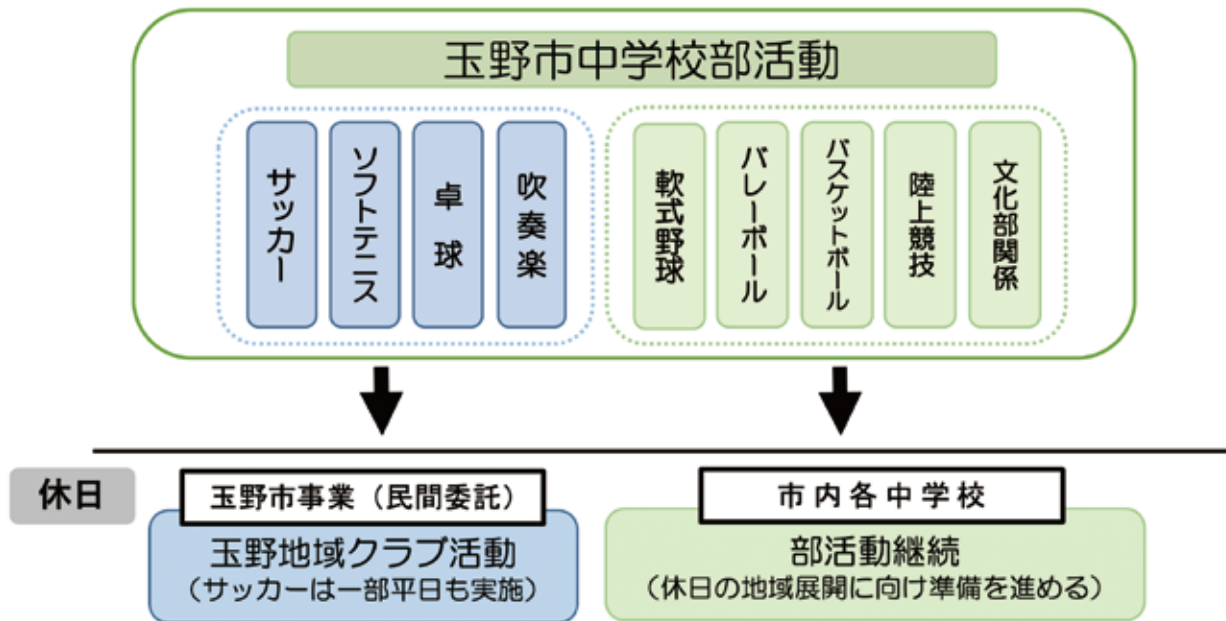 玉野市中学校部活動
サッカー
ソフトテニス
卓球
吹奏楽
軟式野球
バレーボール
バスケットボール
陸上競技
文化部関係
休日
玉野市事業（民間委託）
玉野地域クラブ活動
（サッカーは一部平日も実施）
市内各中学校
部活動継続
（休日の地域展開に向け準備を進める）